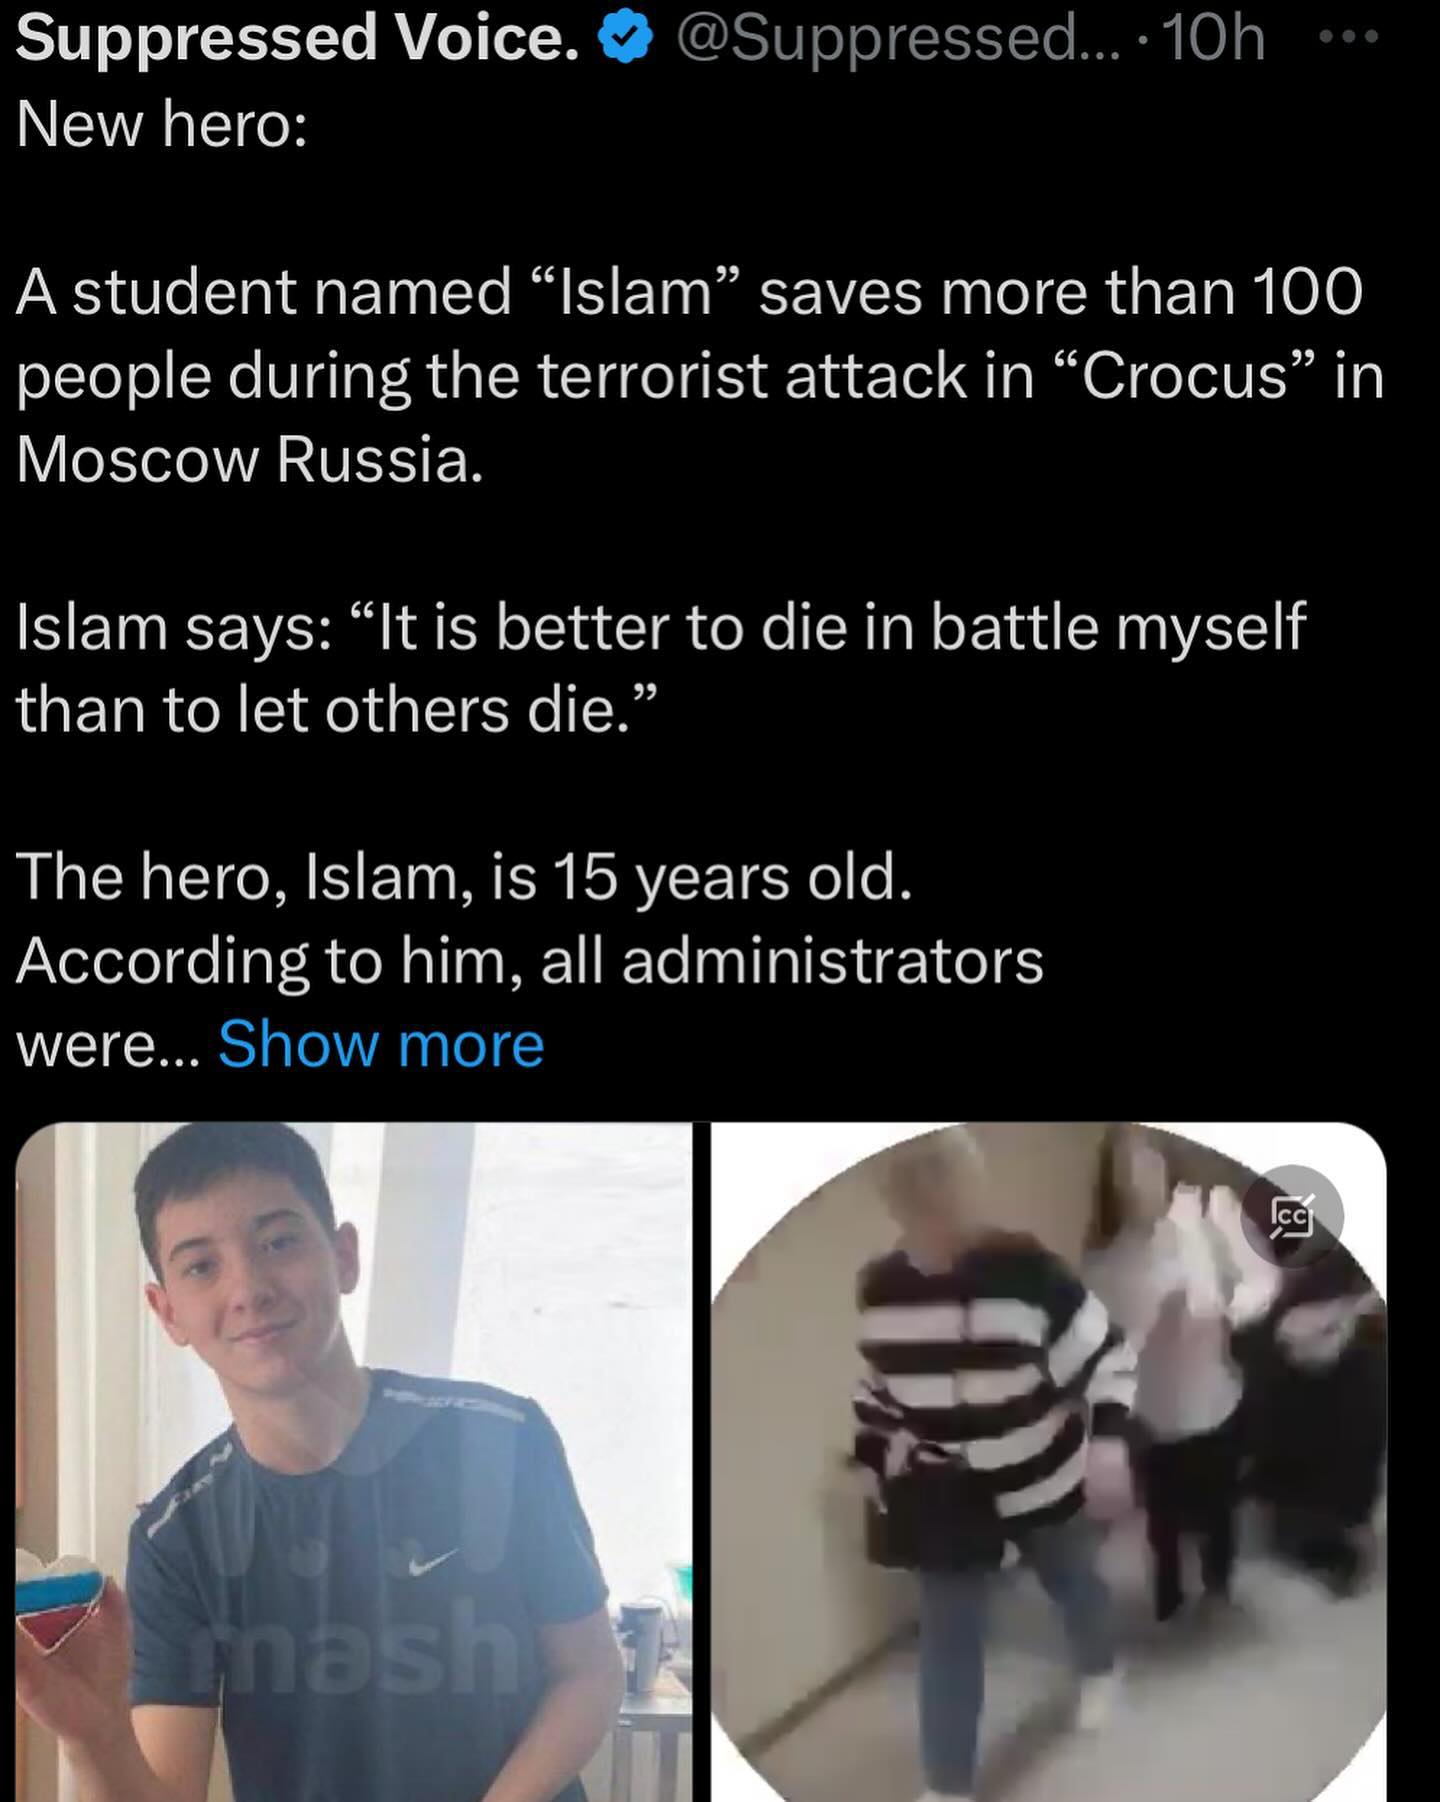 Suppressed Voice. @Suppressed... · 10h
New hero:
A student named “Islam” saves more than 100
people during the terrorist attack in “Crocus” in
Moscow Russia.
Islam says: “It is better to die in battle myself
than to let others die.”
The hero, Islam, is 15 years old.
According to him, all administrators
were... Show more
CC
mash